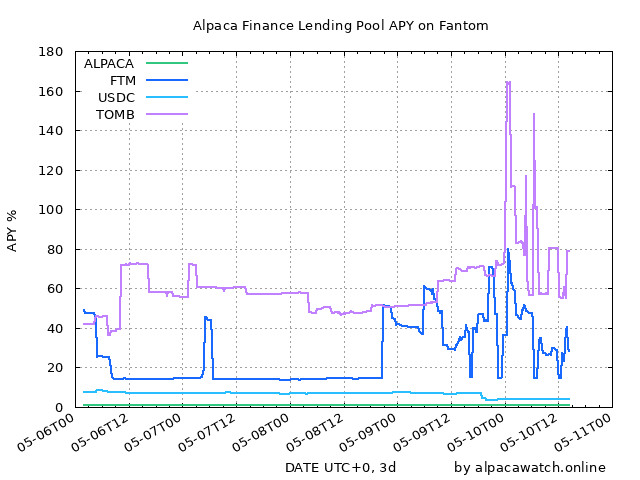 Alpaca Finance Lending Pool APY on Fantom
ALPACA
FTM
USDC
TOMB
APY %
180
160
140
120
100
80
60
40
20
0
05-06T00
05-06T12
05-07T00
05-07T12
05-08T00
05-08T12
05-09T00
05-09T12
05-10T00
05-10T12
05-11T00
DATE UTC+0, 3d
by alpacawatch.online